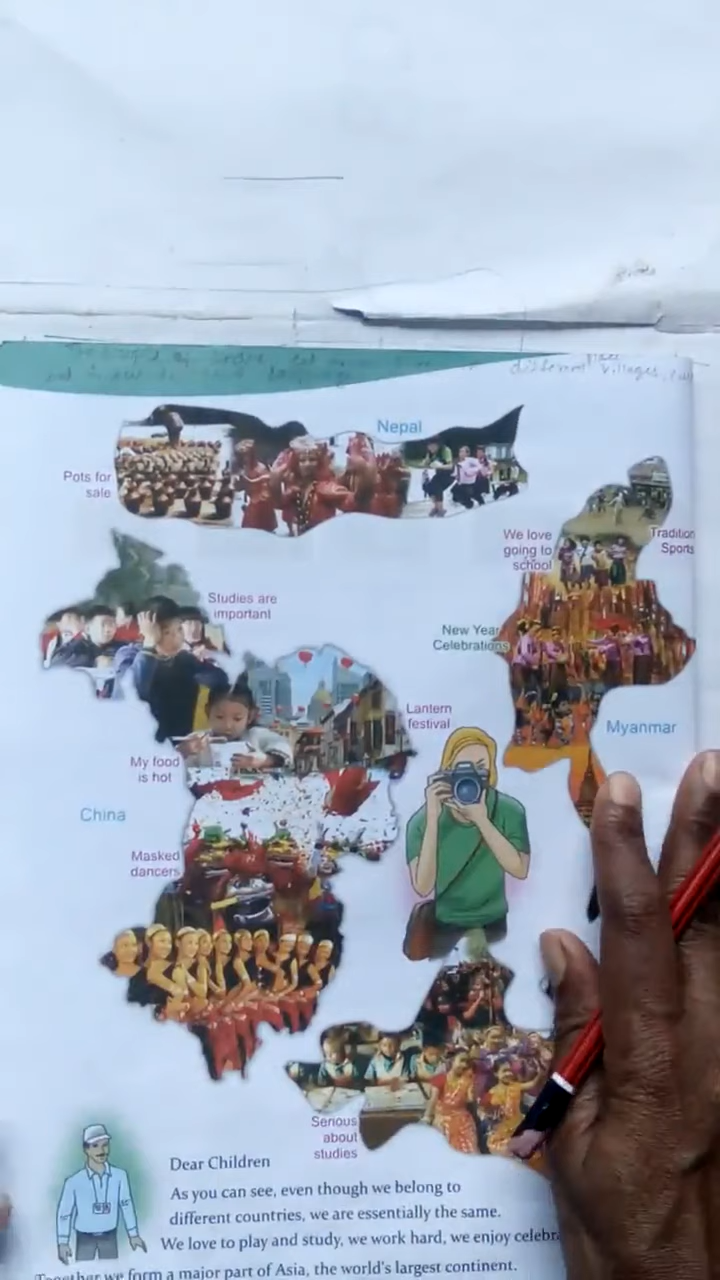 different
villages,
Nepal
Pots for
sale
We love
going to
school
Tradition
Sports
Studies are
important
New Year
Celebrations
Lantern
festival
Myanmar
My food
is hot
China
Masked
dancers
Serious
about
studies
Dear Children
As you can see, even though we belong to
different countries, we are essentially the same.
We love to play and study, we work hard, we enjoy celebr
Together we form a major part of Asia, the world's largest continent.